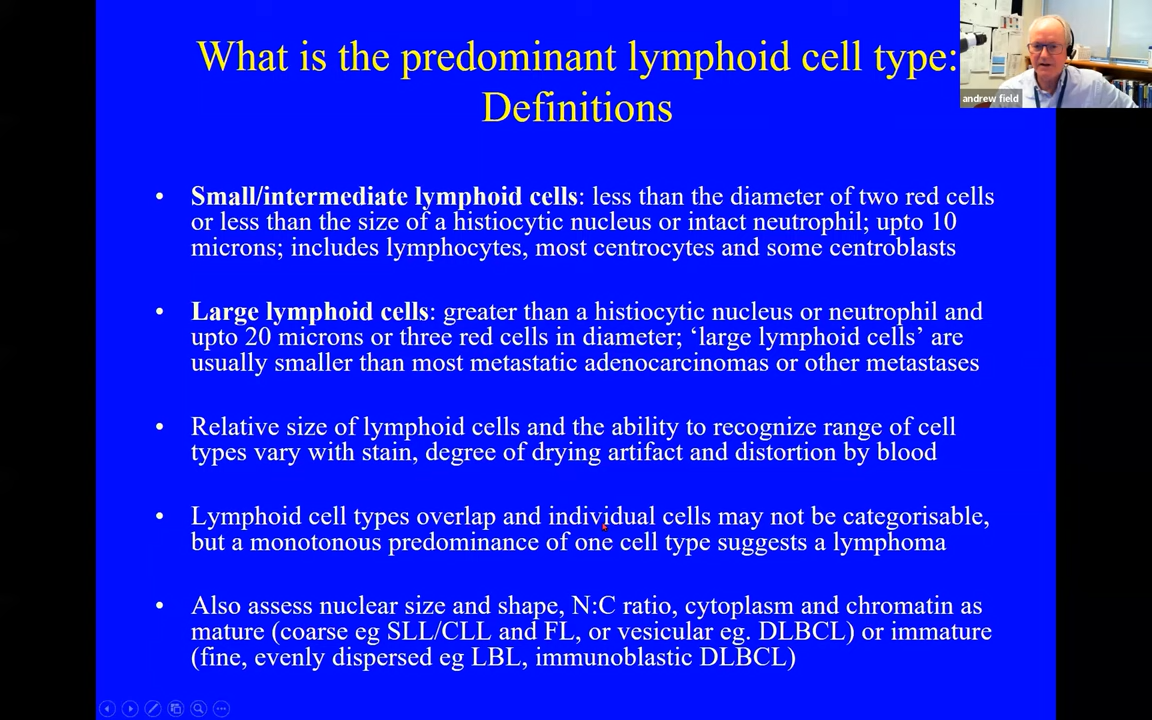 What is the predominant lymphoid cell type:
Definitions
andrew field
• Small/intermediate lymphoid cells: less than the diameter of two red cells
or less than the size of a histiocytic nucleus or intact neutrophil; upto 10
microns; includes lymphocytes, most centrocytes and some centroblasts
• Large lymphoid cells: greater than a histiocytic nucleus or neutrophil and
upto 20 microns or three red cells in diameter; ‘large lymphoid cells’ are
usually smaller than most metastatic adenocarcinomas or other metastases
• Relative size of lymphoid cells and the ability to recognize range of cell
types vary with stain, degree of drying artifact and distortion by blood
• Lymphoid cell types overlap and individual cells may not be categorisable,
but a monotonous predominance of one cell type suggests a lymphoma
• Also assess nuclear size and shape, N:C ratio, cytoplasm and chromatin as
mature (coarse eg SLL/CLL and FL, or vesicular eg. DLBCL) or immature
(fine, evenly dispersed eg LBL, immunoblastic DLBCL)